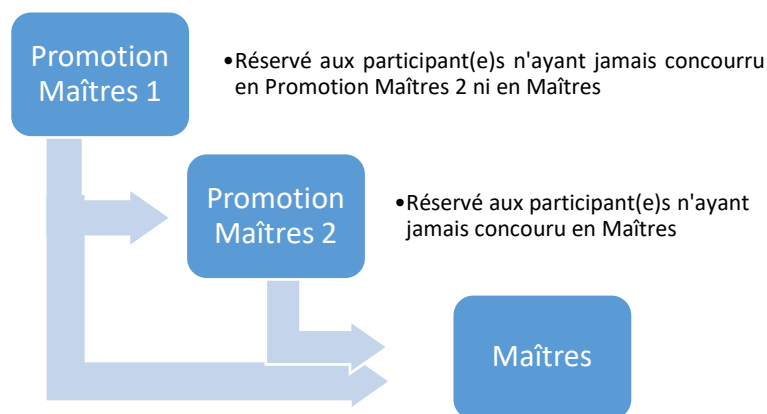 Promotion
Maîtres 1
•Réservé aux participant(e)s n'ayant jamais concourru
en Promotion Maîtres 2 ni en Maîtres
Promotion
Maîtres 2
•Réservé aux participant(e)s n'ayant
jamais concouru en Maîtres
Maîtres